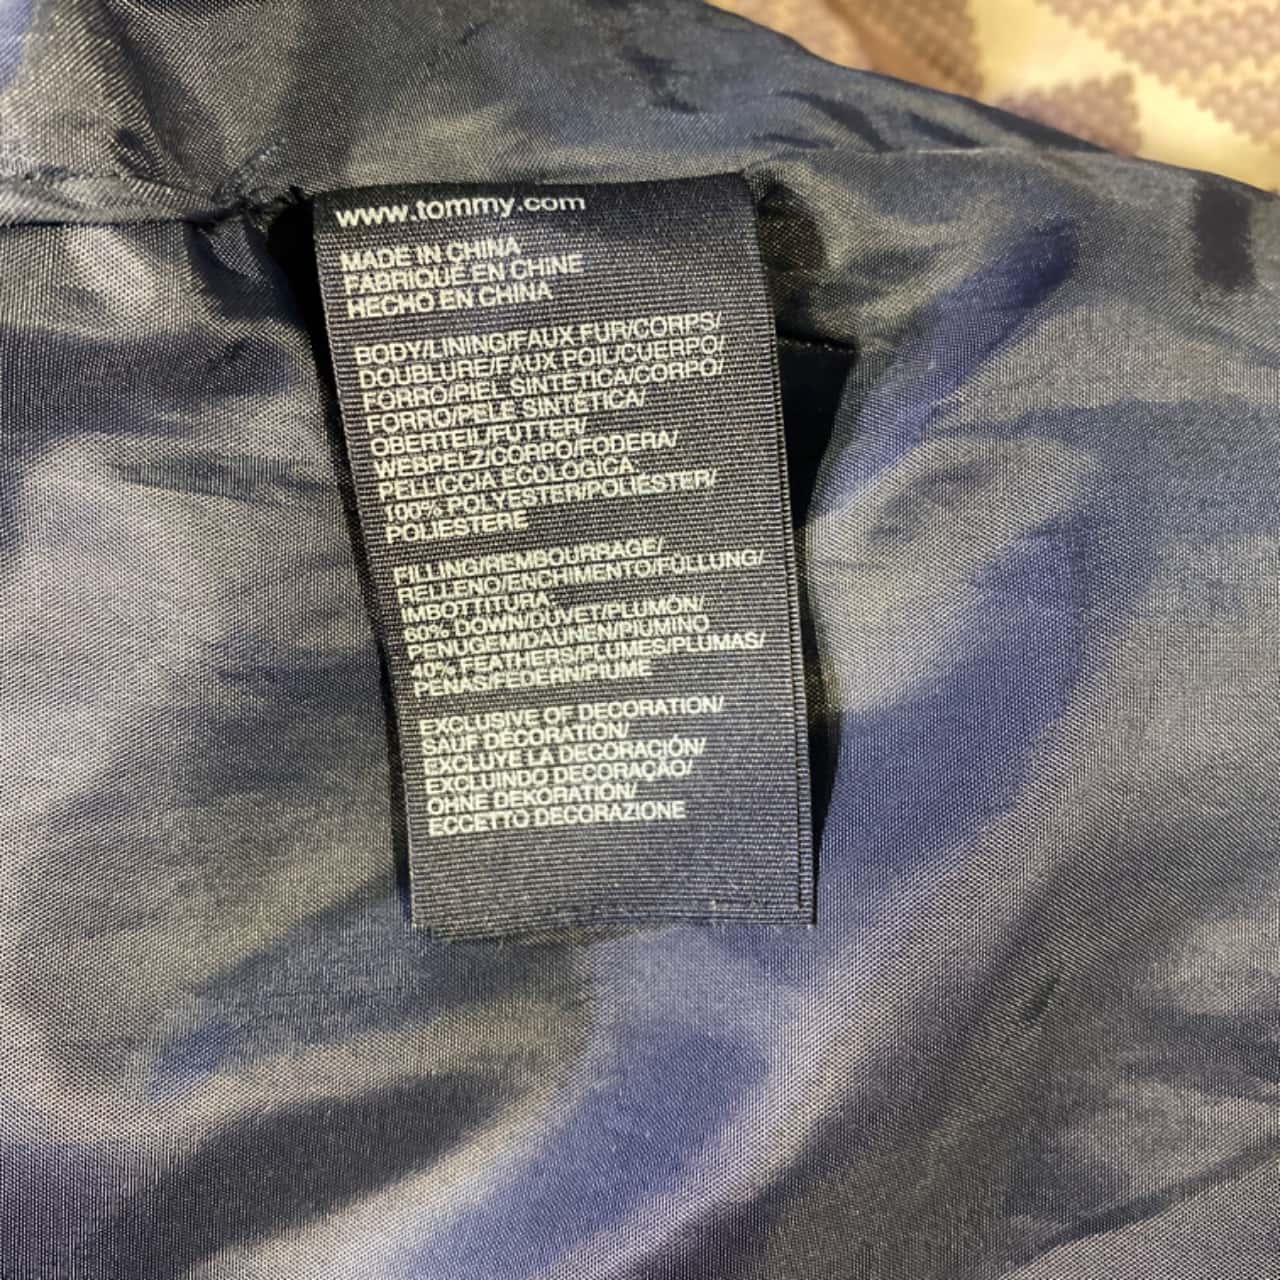 www.tommy.com
MADE IN CHINA
FABRIQUÉ EN CHINE
HECHO EN CHINA
BODY/LINING/FAUX FUR/CORPS/
DOUBLURE/FAUX POIL/CUERPO/
FORRO/PIEL SINTÉTICA/CORPO/
FORRO/PELE SINTÉTICA/
OBERTEIL/FUTTER/
WEBPELZ/CORPO/FODERA/
PELLICCIA ECOLOGICA:
100% POLYESTER/POLIÉSTER/
POLIESTERE
FILLING/REMBOURRAGE/
RELLENO/ENCHIMENTO/FÜLLUNG/
IMBOTTITURA:
60% DOWN/DUVET/PLUMÓN/
PENUGEM/DAUNEN/PIUMINO
40% FEATHERS/PLUMES/PLUMAS/
PENAS/FEDERN/PIUME
EXCLUSIVE OF DECORATION/
SAUF DÉCORATION/
EXCLUYE LA DECORACIÓN/
EXCLUINDO DECORAÇÃO/
OHNE DEKORATION/
ECCETTO DECORAZIONE